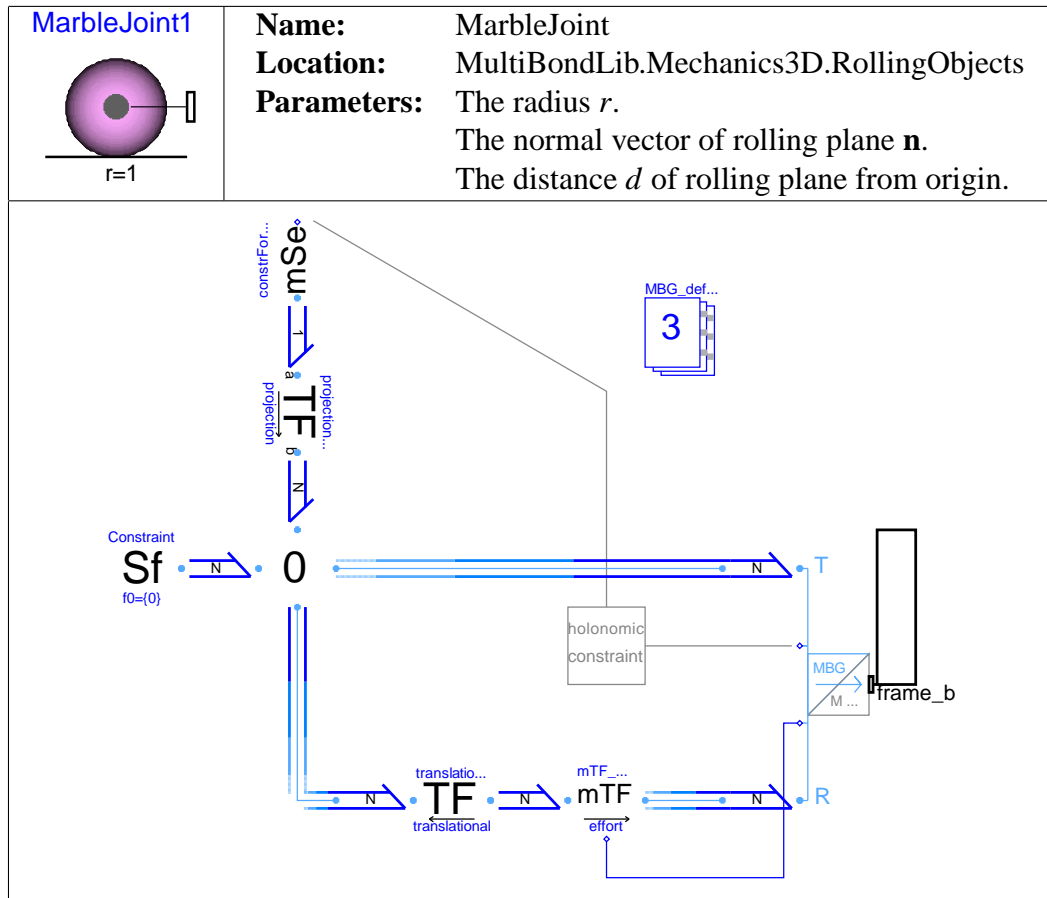 MarbleJoint1
r=1
Name: MarbleJoint
Location: MultiBondLib.Mechanics3D.RollingObjects
Parameters: The radius r.
The normal vector of rolling plane n.
The distance d of rolling plane from origin.
constrFor...
mSe
1
a
TF
b
projection
projection...
N
MBG_def...
3
Constraint
Sf
f0={0}
N
0
N
T
holonomic
constraint
MBG
M ...
frame_b
N
translatio...
TF
translational
N
mTF_...
mTF
effort
N
R